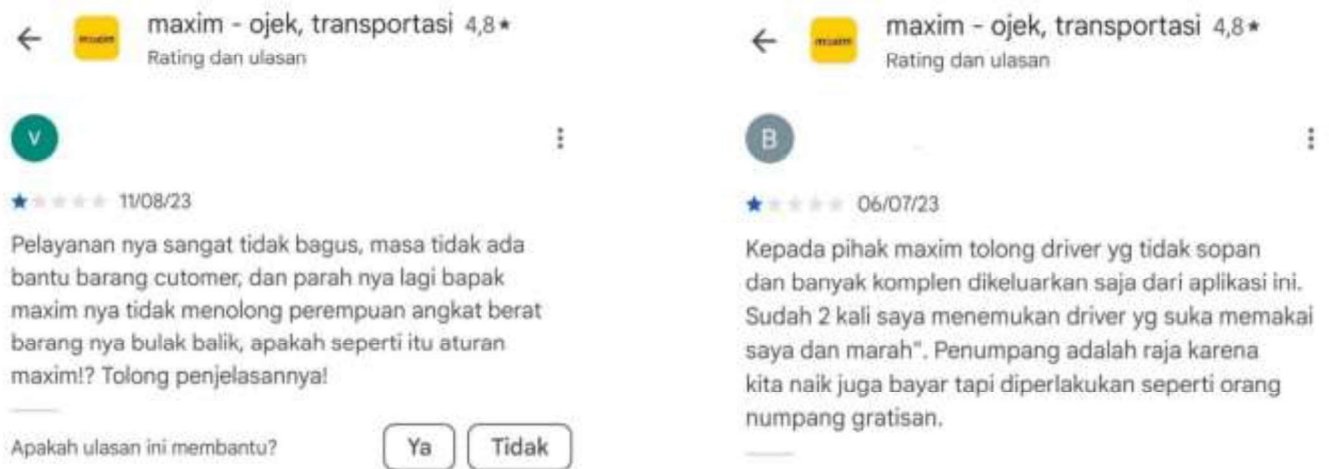 maxim - ojek, transportasi 4,8★
Rating dan ulasan
V
11/08/23
Pelayanan nya sangat tidak bagus, masa tidak ada
bantu barang cutomer, dan parah nya lagi bapak
maxim nya tidak menolong perempuan angkat berat
barang nya bulak balik, apakah seperti itu aturan
maxim!? Tolong penjelasannya!
Apakah ulasan ini membantu?
Ya
Tidak
maxim - ojek, transportasi 4,8★
Rating dan ulasan
B
06/07/23
Kepada pihak maxim tolong driver yg tidak sopan
dan banyak komplen dikeluarkan saja dari aplikasi ini.
Sudah 2 kali saya menemukan driver yg suka memakai
saya dan marah". Penumpang adalah raja karena
kita naik juga bayar tapi diperlakukan seperti orang
numpang gratisan.